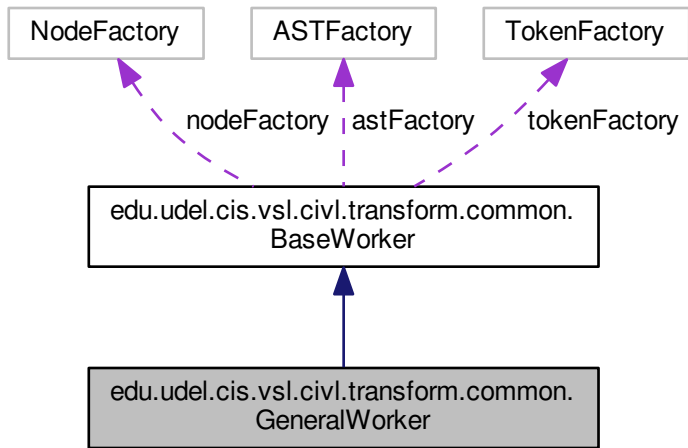 NodeFactory
ASTFactory
TokenFactory
nodeFactory
astFactory
tokenFactory
edu.udel.cis.vsl.civl.transform.common.
BaseWorker
edu.udel.cis.vsl.civl.transform.common.
GeneralWorker